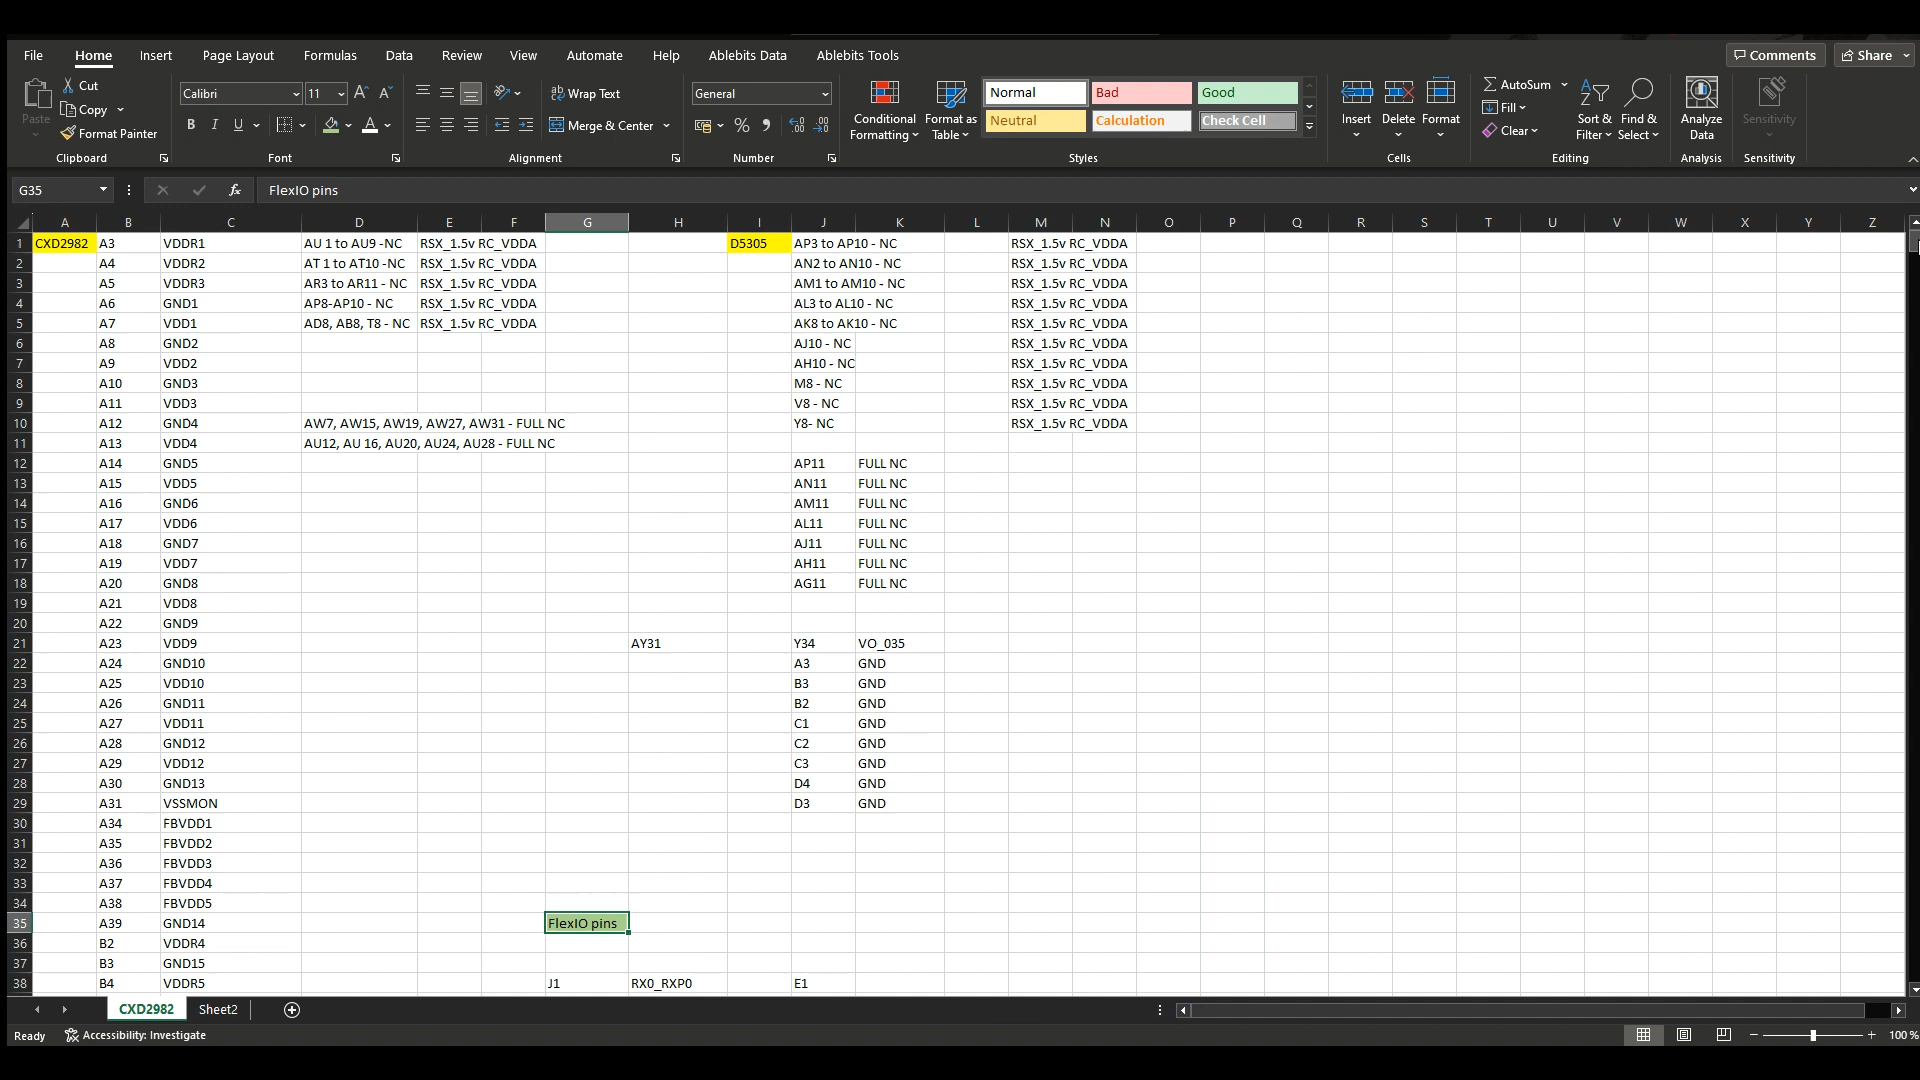 File Home Insert Page Layout Formulas Data Review View Automate Help Ablebits Data Ablebits Tools Comments Share
Paste Cut Copy Format Painter Clipboard
Calibri 11 A A B I U A Font
Wrap Text Merge & Center Alignment
General % 9 Number
Conditional Formatting Format as Table Normal Bad Good Neutral Calculation Check Cell Styles
Insert Delete Format Cells
AutoSum Fill Clear Sort & Filter Find & Select Editing
Analyze Data Analysis
Sensitivity Sensitivity
G35 fx FlexIO pins
A B C D E F G H I J K L M N O P Q R S T U V W X Y Z
1 CXD2982 A3 VDDR1 AU 1 to AU9 -NC RSX_1.5v RC_VDDA D5305 AP3 to AP10 - NC RSX_1.5v RC_VDDA
2 A4 VDDR2 AT 1 to AT10 -NC RSX_1.5v RC_VDDA AN2 to AN10 - NC RSX_1.5v RC_VDDA
3 A5 VDDR3 AR3 to AR11 - NC RSX_1.5v RC_VDDA AM1 to AM10 - NC RSX_1.5v RC_VDDA
4 A6 GND1 AP8-AP10 - NC RSX_1.5v RC_VDDA AL3 to AL10 - NC RSX_1.5v RC_VDDA
5 A7 VDD1 AD8, AB8, T8 - NC RSX_1.5v RC_VDDA AK8 to AK10 - NC RSX_1.5v RC_VDDA
6 A8 GND2 AJ10 - NC RSX_1.5v RC_VDDA
7 A9 VDD2 AH10 - NC RSX_1.5v RC_VDDA
8 A10 GND3 M8 - NC RSX_1.5v RC_VDDA
9 A11 VDD3 V8 - NC RSX_1.5v RC_VDDA
10 A12 GND4 AW7, AW15, AW19, AW27, AW31 - FULL NC Y8- NC RSX_1.5v RC_VDDA
11 A13 VDD4 AU12, AU 16, AU20, AU24, AU28 - FULL NC
12 A14 GND5 AP11 FULL NC
13 A15 VDD5 AN11 FULL NC
14 A16 GND6 AM11 FULL NC
15 A17 VDD6 AL11 FULL NC
16 A18 GND7 AJ11 FULL NC
17 A19 VDD7 AH11 FULL NC
18 A20 GND8 AG11 FULL NC
19 A21 VDD8
20 A22 GND9
21 A23 VDD9 AY31 Y34 VO_035
22 A24 GND10 A3 GND
23 A25 VDD10 B3 GND
24 A26 GND11 B2 GND
25 A27 VDD11 C1 GND
26 A28 GND12 C2 GND
27 A29 VDD12 C3 GND
28 A30 GND13 D4 GND
29 A31 VSSMON D3 GND
30 A34 FBVDD1
31 A35 FBVDD2
32 A36 FBVDD3
33 A37 FBVDD4
34 A38 FBVDD5
35 A39 GND14 FlexIO pins
36 B2 VDDR4
37 B3 GND15
38 B4 VDDR5 J1 RX0_RXP0 E1
CXD2982 Sheet2
Ready Accessibility: Investigate 100 %